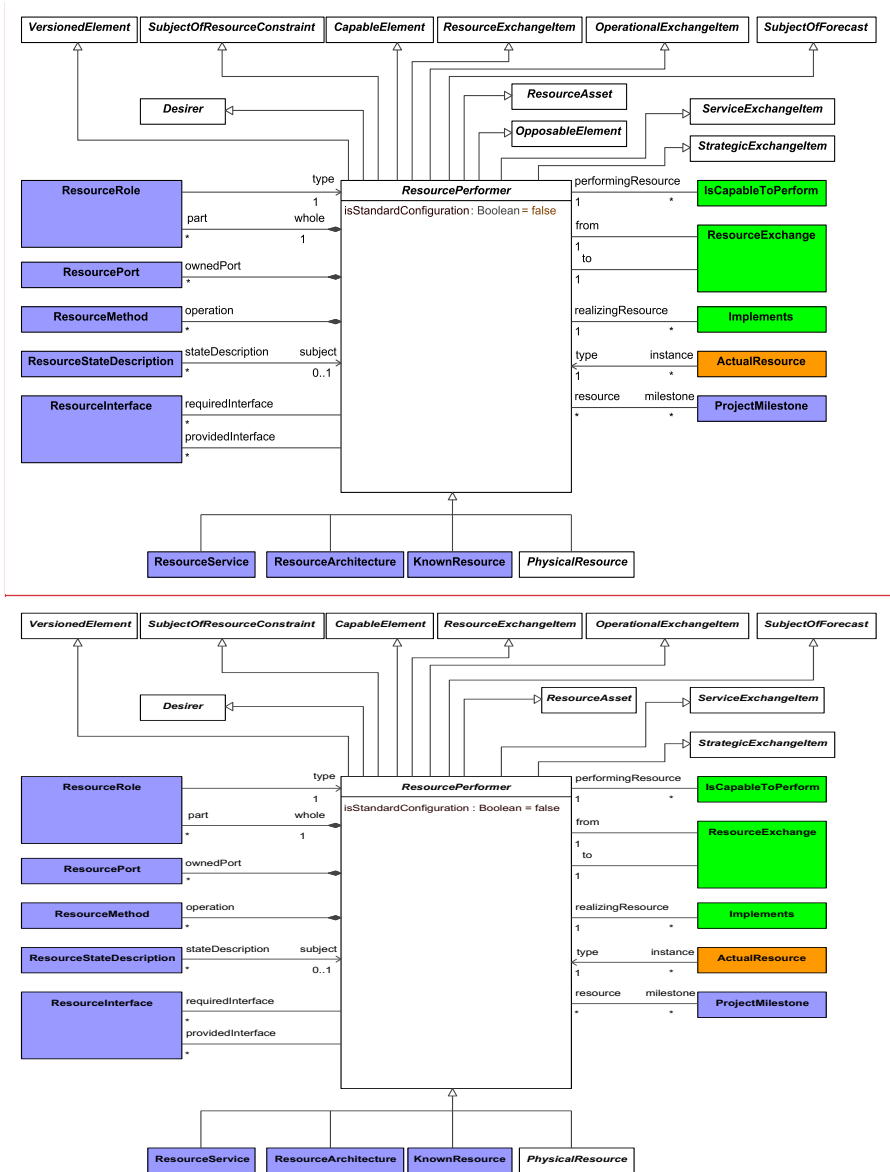 VersionedElement SubjectOfResourceConstraint CapableElement ResourceExchangeItem OperationalExchangeItem SubjectOfForecast
Desirer ResourceAsset ServiceExchangeItem
OpposableElement
StrategicExchangeItem
ResourceRole type ResourcePerformer performingResource IsCapableToPerform
1 1 *
isStandardConfiguration: Boolean = false
part whole from ResourceExchange
* 1 1
ResourcePort ownedPort to
* 1
ResourceMethod operation realizingResource Implements
* 1 *
ResourceStateDescription stateDescription subject type instance ActualResource
* 0..1 1 *
ResourceInterface requiredInterface resource milestone ProjectMilestone
* * *
providedInterface
*
ResourceService ResourceArchitecture KnownResource PhysicalResource
VersionedElement SubjectOfResourceConstraint CapableElement ResourceExchangeItem OperationalExchangeItem SubjectOfForecast
Desirer ResourceAsset ServiceExchangeItem
StrategicExchangeItem
ResourceRole type ResourcePerformer performingResource IsCapableToPerform
1 1 *
isStandardConfiguration : Boolean = false
part whole from ResourceExchange
* 1 1
ResourcePort ownedPort to
* 1
ResourceMethod operation realizingResource Implements
* 1 *
ResourceStateDescription stateDescription subject type instance ActualResource
* 0..1 1 *
ResourceInterface requiredInterface resource milestone ProjectMilestone
* * *
providedInterface
*
ResourceService ResourceArchitecture KnownResource PhysicalResource